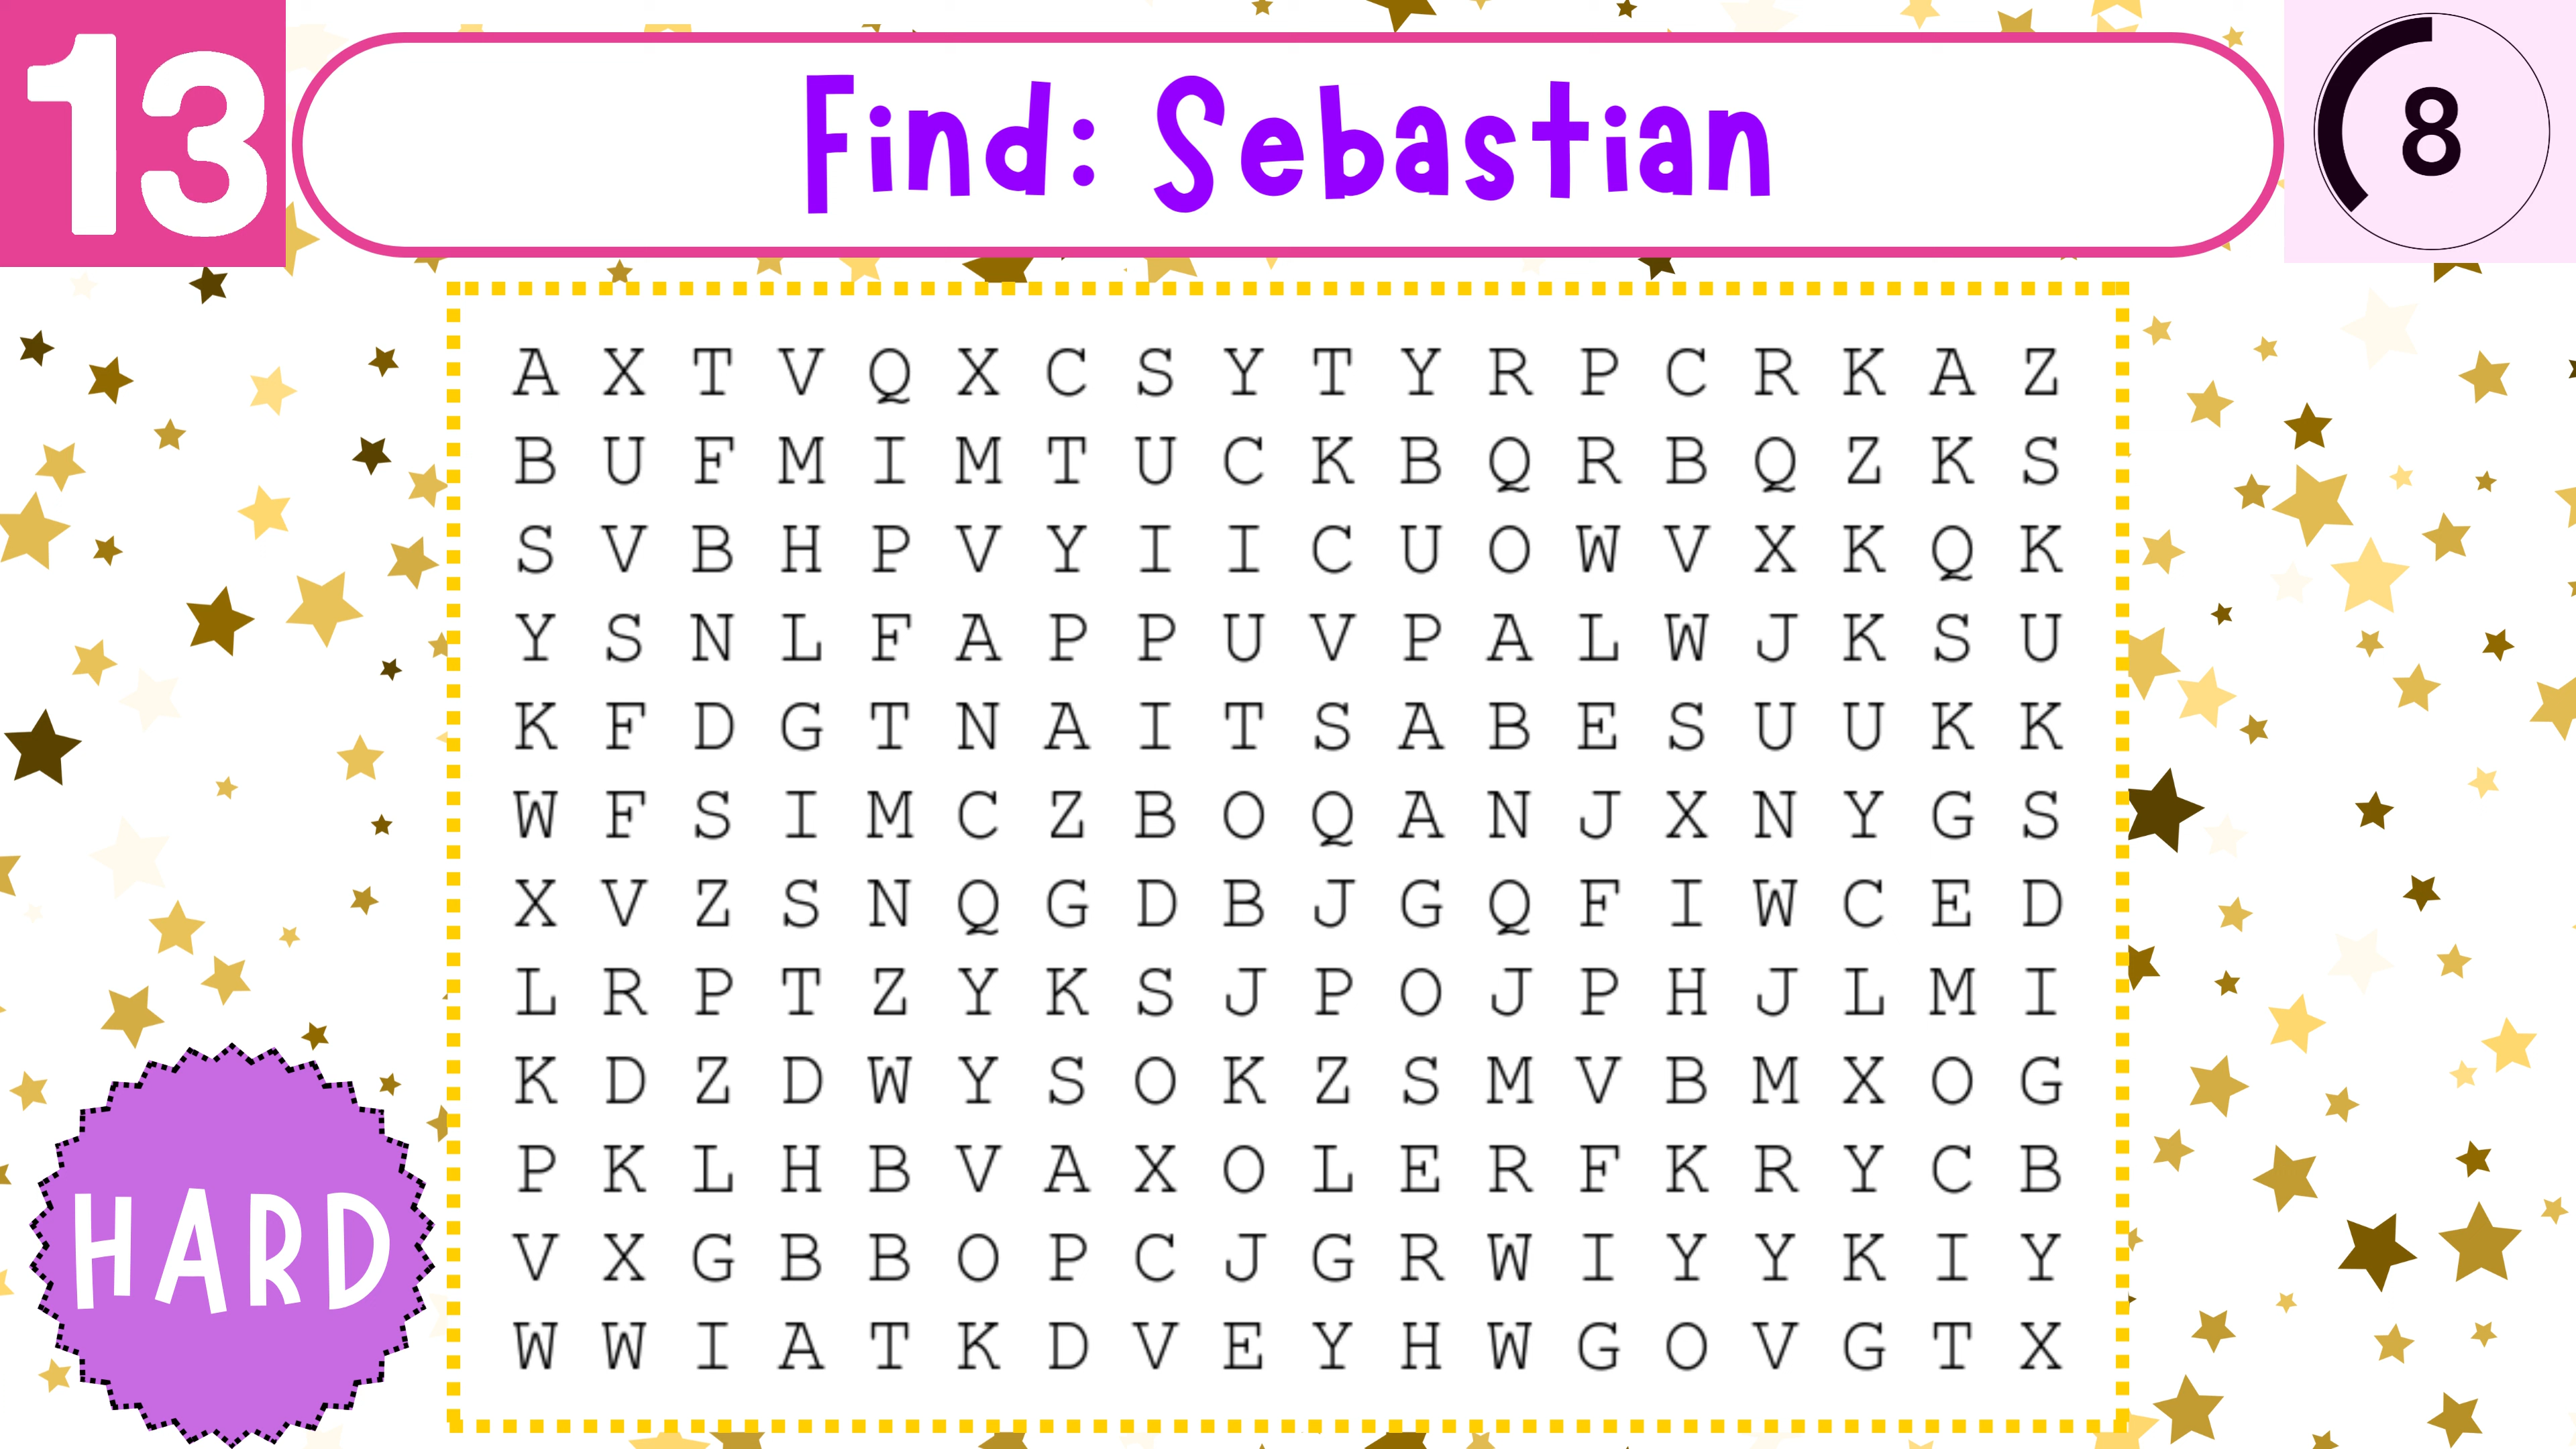 13
Find: Sebastian
8
A X T V Q X C S Y T Y R P C R K A Z
B U F M I M T U C K B Q R B Q Z K S
S V B H P V Y I I C U O W V X K Q K
Y S N L F A P P U V P A L W J K S U
K F D G T N A I T S A B E S U U K K
W F S I M C Z B O Q A N J X N Y G S
X V Z S N Q G D B J G Q F I W C E D
L R P T Z Y K S J P O J P H J L M I
K D Z D W Y S O K Z S M V B M X O G
P K L H B V A X O L E R F K R Y C B
V X G B B O P C J G R W I Y Y K I Y
W W I A T K D V E Y H W G O V G T X
HARD